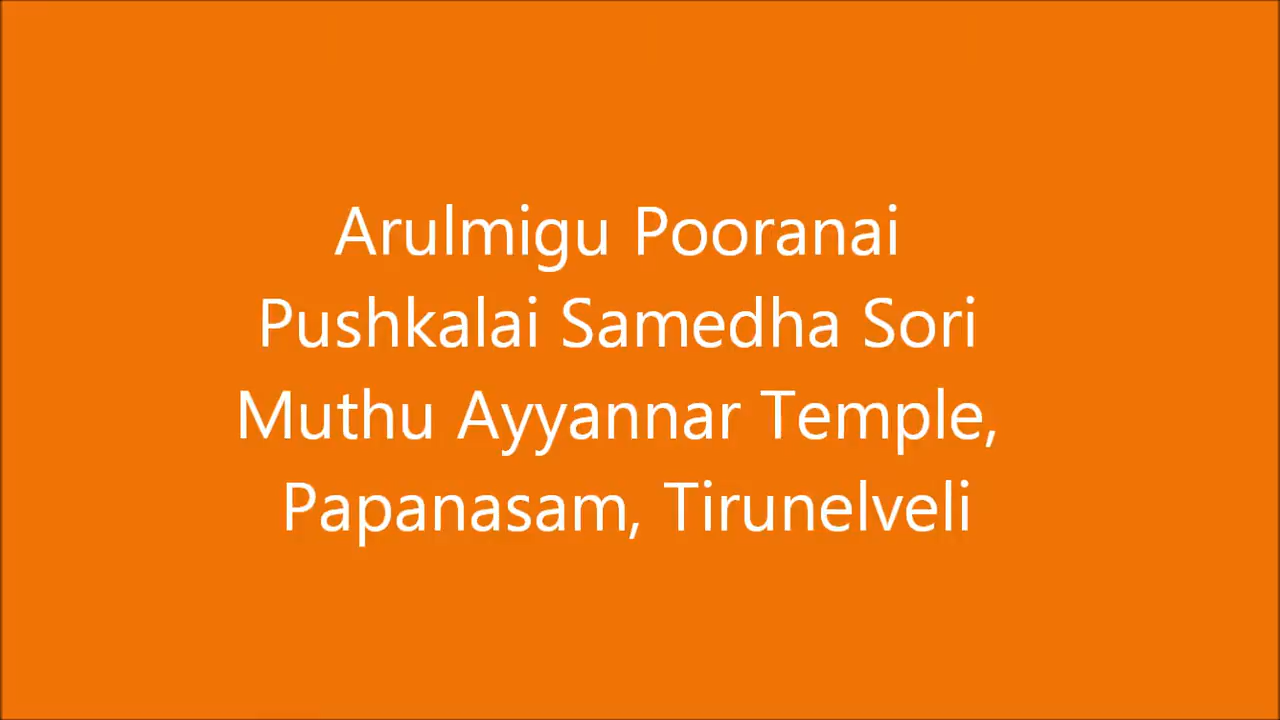 Arulmigu Pooranai
Pushkalai Samedha Sori
Muthu Ayyannar Temple,
Papanasam, Tirunelveli